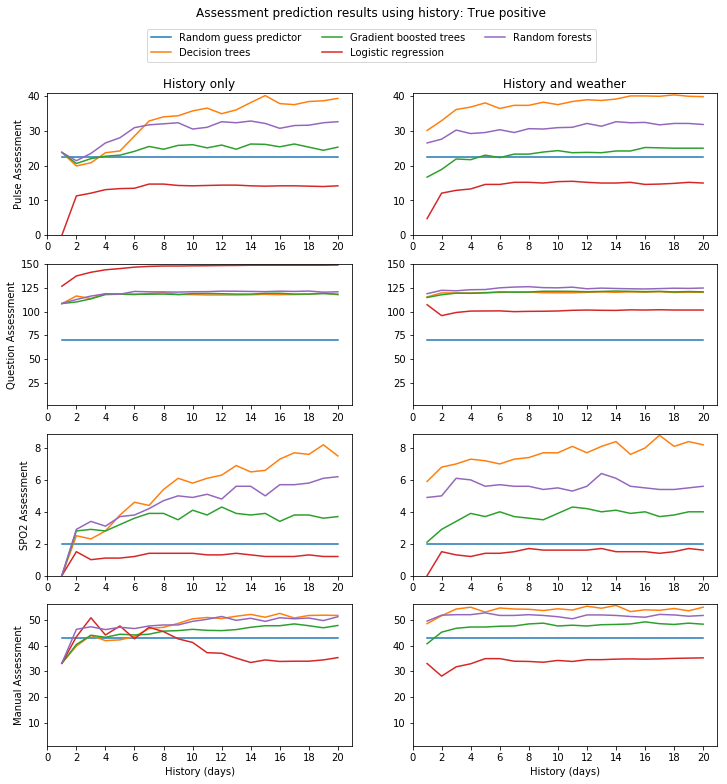 Assessment prediction results using history: True positive
Random guess predictor Gradient boosted trees Random forests
Decision trees Logistic regression
History only History and weather
Pulse Assessment
40
30
20
10
0
0 2 4 6 8 10 12 14 16 18 20
40
30
20
10
0
0 2 4 6 8 10 12 14 16 18 20
Question Assessment
150
125
100
75
50
25
0 2 4 6 8 10 12 14 16 18 20
150
125
100
75
50
25
0 2 4 6 8 10 12 14 16 18 20
SPO2 Assessment
8
6
4
2
0
0 2 4 6 8 10 12 14 16 18 20
8
6
4
2
0
0 2 4 6 8 10 12 14 16 18 20
Manual Assessment
50
40
30
20
10
0 2 4 6 8 10 12 14 16 18 20
History (days)
50
40
30
20
10
0 2 4 6 8 10 12 14 16 18 20
History (days)